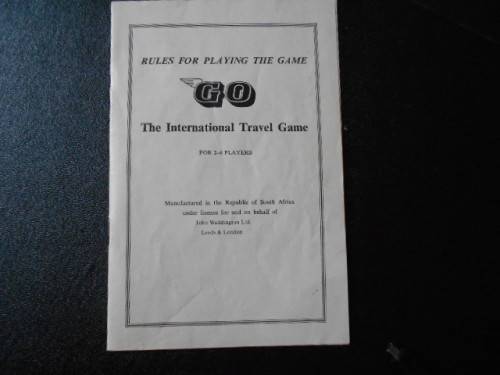 RULES FOR PLAYING THE GAME
GO
The International Travel Game
FOR 2-6 PLAYERS
Manufactured in the Republic of South Africa
under licence for and on behalf of
John Waddington Ltd.
Leeds & London